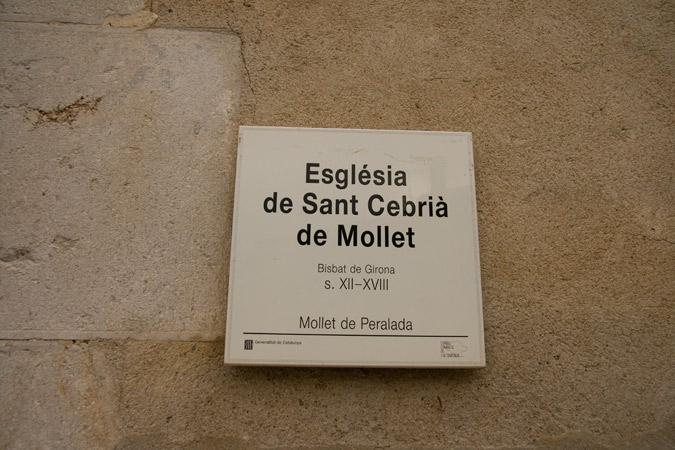 Església
de Sant Cebrià
de Mollet
Bisbat de Girona
s. XII–XVIII
Mollet de Peralada
Generalitat de Catalunya